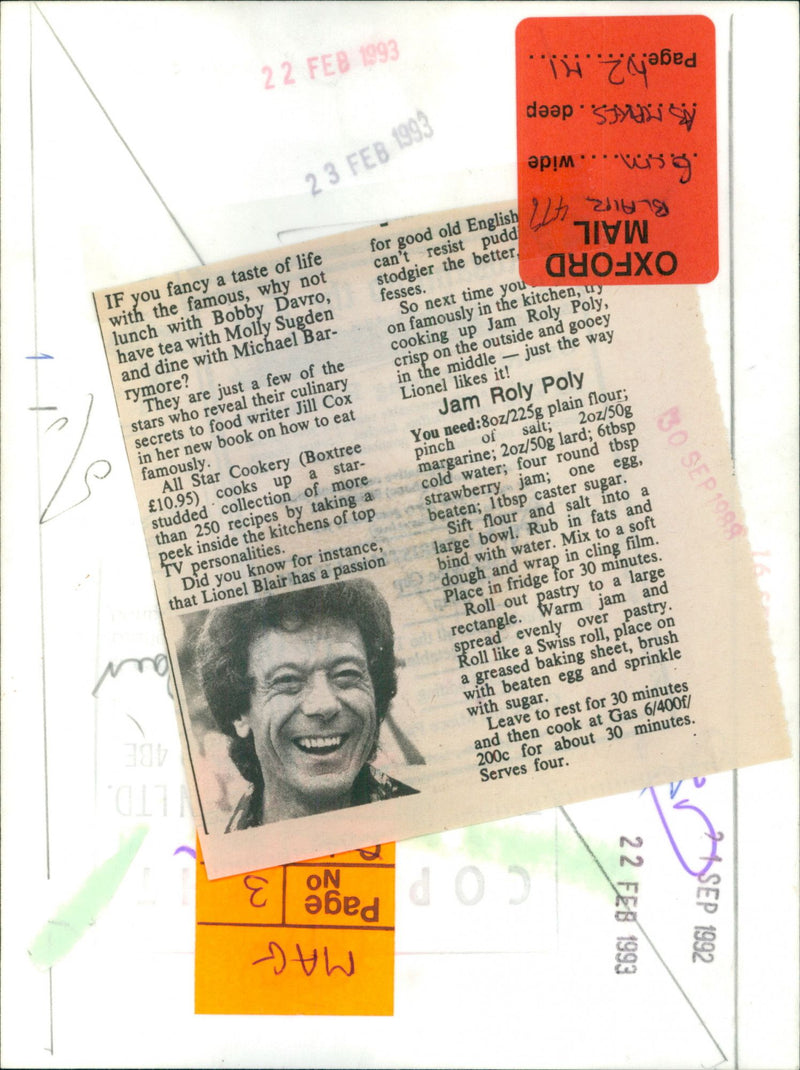 22 FEB 1993
23 FEB 1993
Page
N2 M1
deep
AS MAKES
wide
6cm
BLAIR 477
OXFORD
MAIL
IF you fancy a taste of life
with the famous, why not
lunch with Bobby Davro,
have tea with Molly Sugden
and dine with Michael Bar-
rymore?
They are just a few of the
stars who reveal their culinary
secrets to food writer Jill Cox
in her new book on how to eat
famously.
All Star Cookery (Boxtree
£10.95) cooks up a star-
studded collection of more
than 250 recipes by taking a
peek inside the kitchens of top
TV personalities.
Did you know for instance,
that Lionel Blair has a passion
for good old English
can't resist pudd
stodgier the better,
fesses.
So next time you
on famously in the kitchen, try
cooking up Jam Roly Poly,
crisp on the outside and gooey
in the middle — just the way
Lionel likes it!
Jam Roly Poly
You need: 8oz/225g plain flour;
pinch of salt; 2oz/50g
margarine; 2oz/50g lard; 6tbsp
cold water; four round tbsp
strawberry jam; one egg,
beaten; 1tbsp caster sugar.
Sift flour and salt into a
large bowl. Rub in fats and
bind with water. Mix to a soft
dough and wrap in cling film.
Place in fridge for 30 minutes.
Roll out pastry to a large
rectangle. Warm jam and
spread evenly over pastry.
Roll like a Swiss roll, place on
a greased baking sheet, brush
with beaten egg and sprinkle
with sugar.
Leave to rest for 30 minutes
and then cook at Gas 6/400f/
200c for about 30 minutes.
Serves four.
30 SEP 1988
4BE
LTD.
COP
Page
No
3
MAG
22 FEB 1993
21 SEP 1992